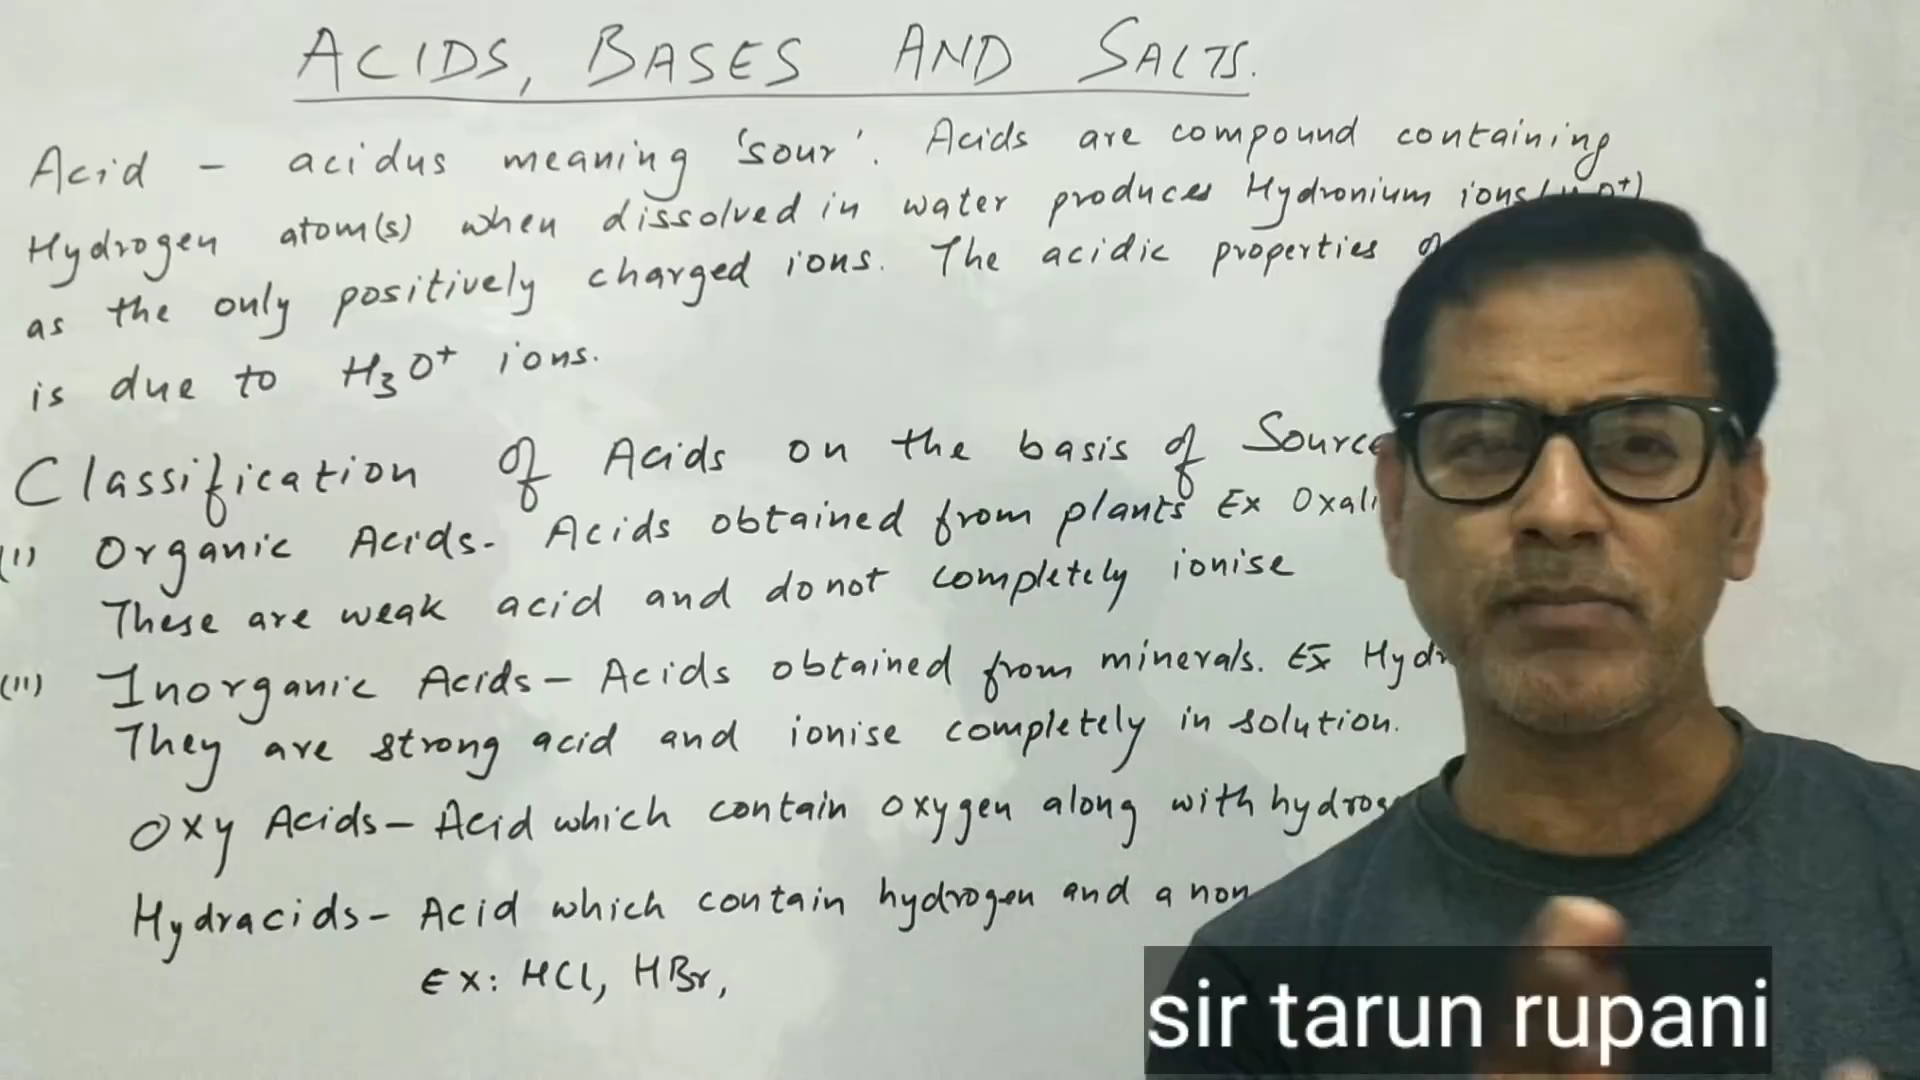 ACIDS, BASES AND SALTS.
Acid - acidus meaning 'sour'. Acids are compound containing
Hydrogen atom(s) when dissolved in water produces Hydronium ions
as the only positively charged ions. The acidic properties
is due to H3O+ ions.
Classification of Acids on the basis of Source
(I) Organic Acids- Acids obtained from plants Ex
These are weak acid and do not completely ionise
(II) Inorganic Acids- Acids obtained from minerals. Ex
They are strong acid and ionise completely in solution.
Oxy Acids- Acid which contain oxygen along with
Hydracids- Acid which contain hydrogen and a non
Ex: HCl, HBr,
sir tarun rupani